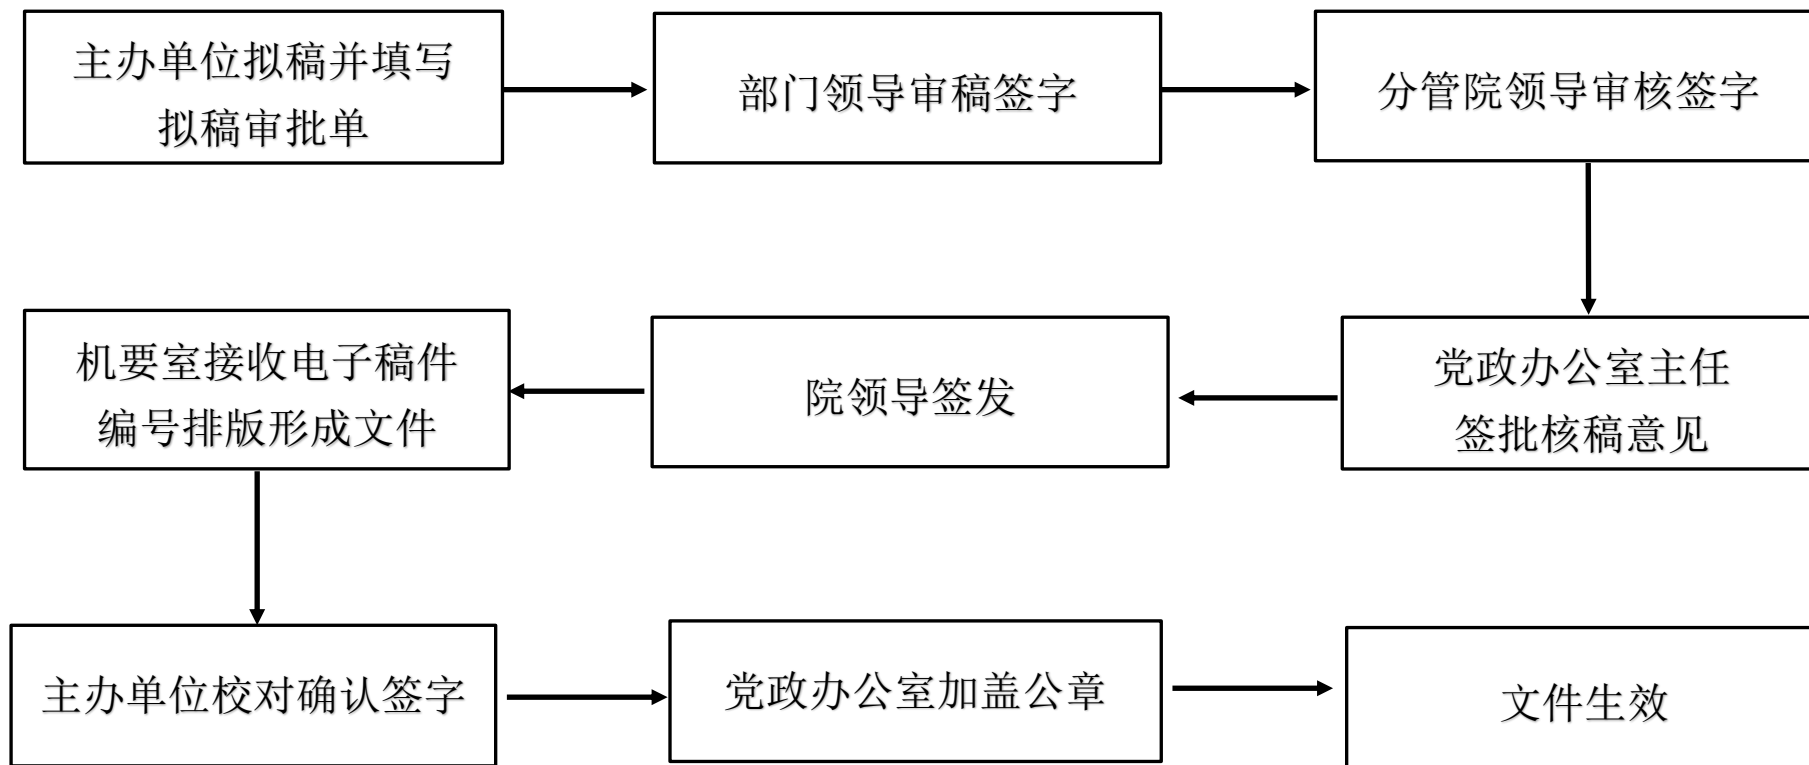 主办单位拟稿并填写
拟稿审批单
部门领导审稿签字
分管院领导审核签字
党政办公室主任
签批核稿意见
院领导签发
机要室接收电子稿件
编号排版形成文件
主办单位校对确认签字
党政办公室加盖公章
文件生效